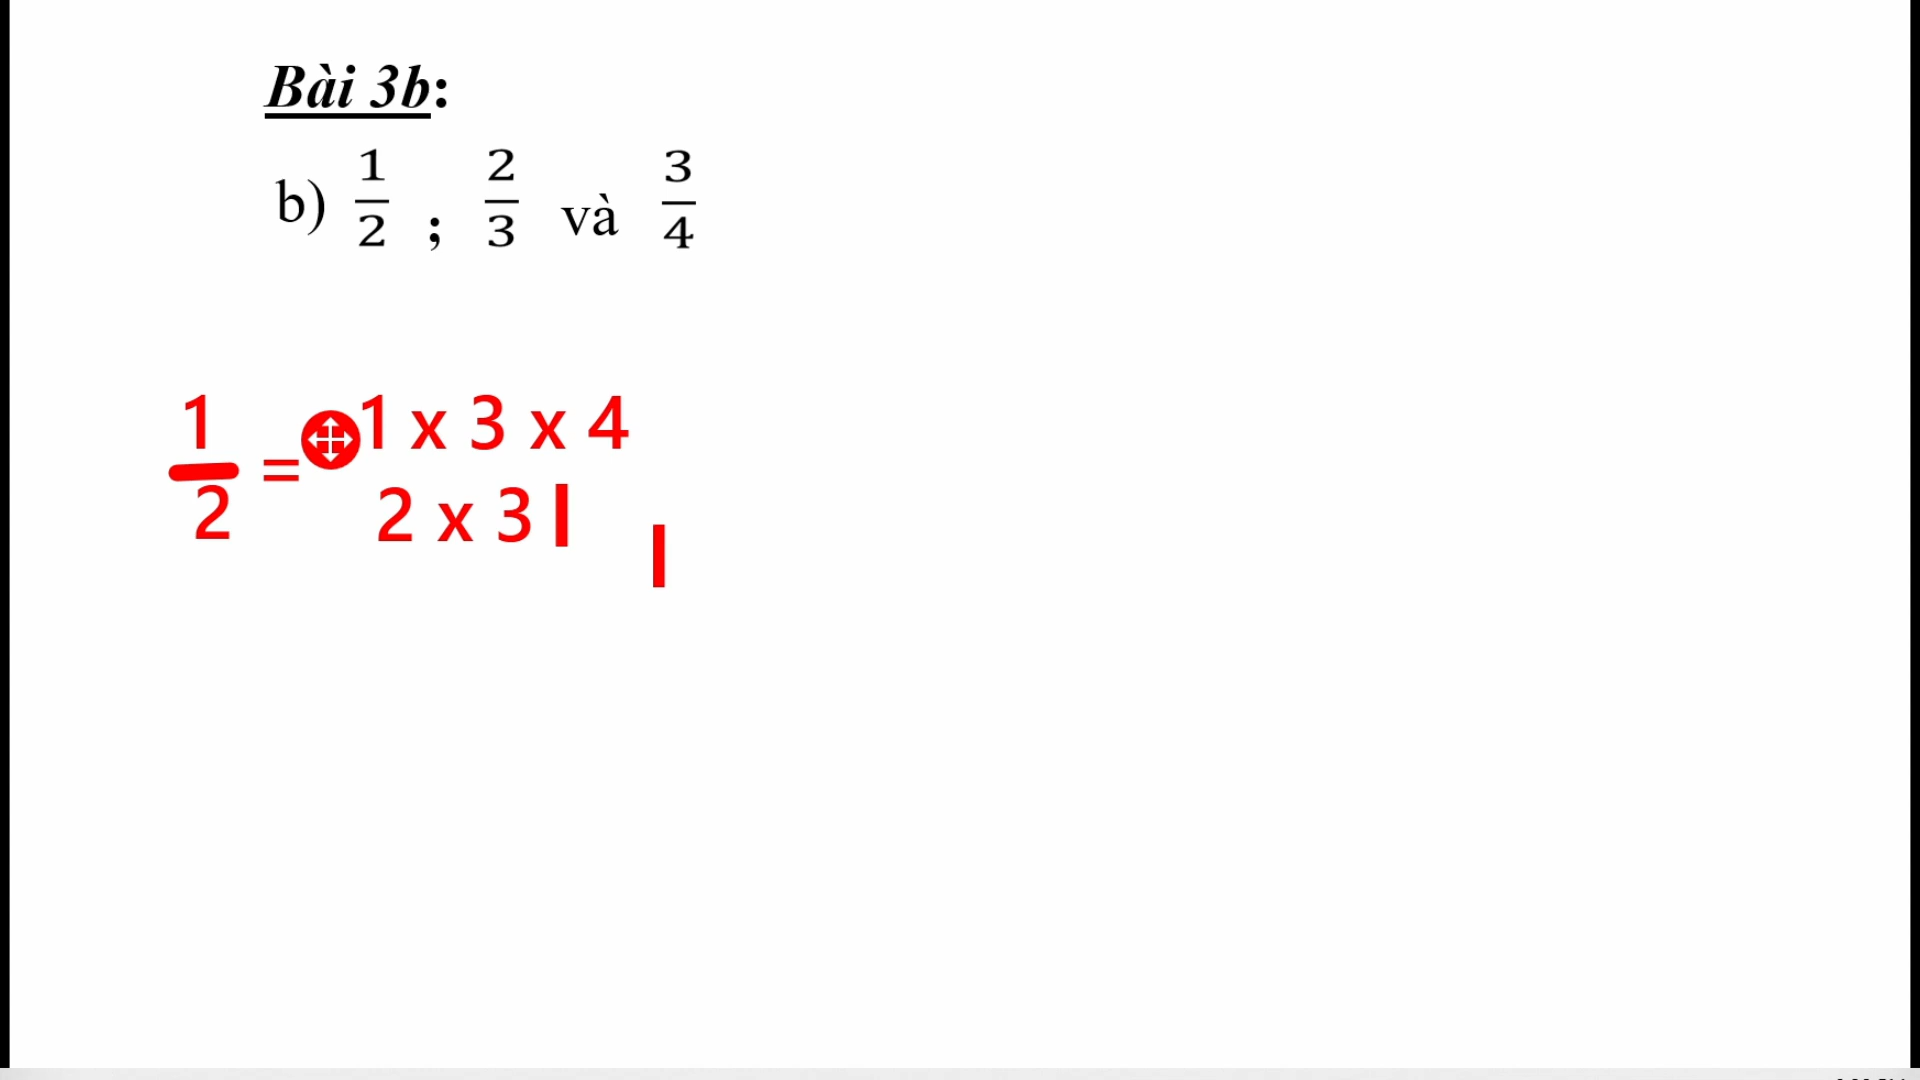 Bài 3b:
b) 1/2 ; 2/3 và 3/4
1/2 = 1 x 3 x 4
2 x 3